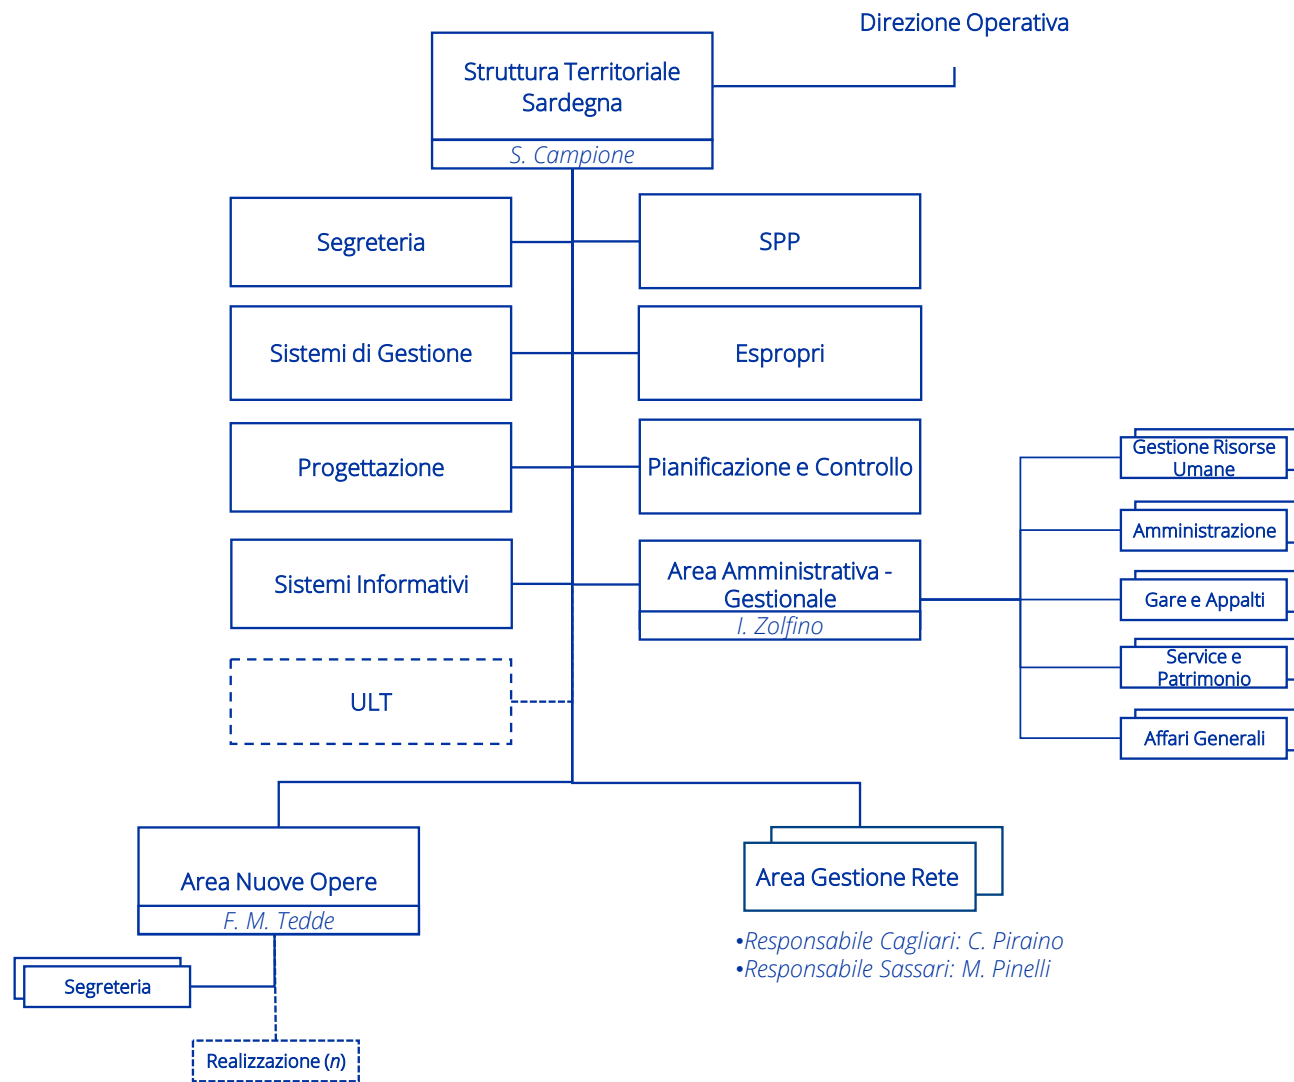 Direzione Operativa
Struttura Territoriale
Sardegna
S. Campione
Segreteria
SPP
Sistemi di Gestione
Espropri
Progettazione
Pianificazione e Controllo
Sistemi Informativi
Area Amministrativa -
Gestionale
I. Zolfino
Gestione Risorse
Umane
Amministrazione
Gare e Appalti
Service e
Patrimonio
Affari Generali
ULT
Area Nuove Opere
F. M. Tedde
Segreteria
Realizzazione (n)
Area Gestione Rete
•Responsabile Cagliari: C. Piraino
•Responsabile Sassari: M. Pinelli